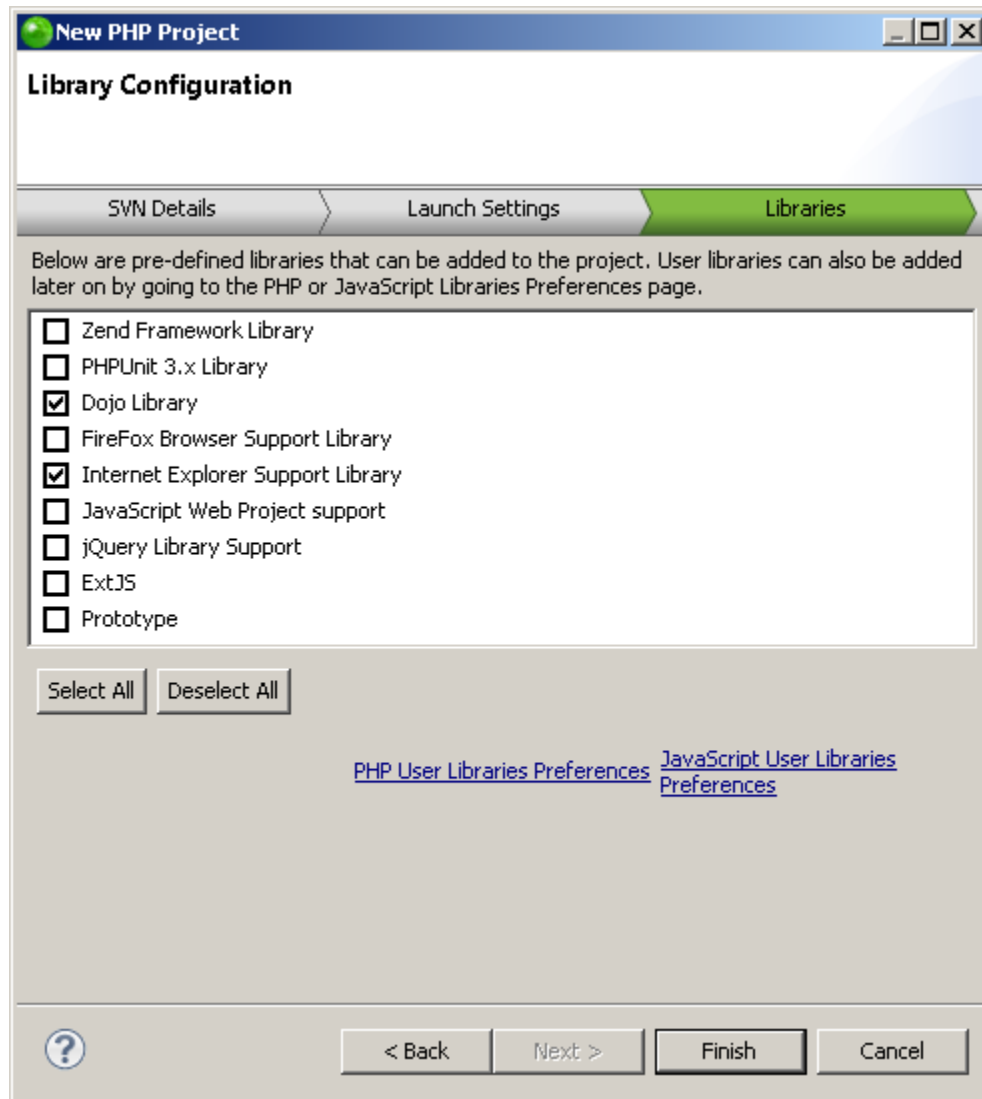 New PHP Project
Library Configuration
SVN Details
Launch Settings
Libraries
Below are pre-defined libraries that can be added to the project. User libraries can also be added
later on by going to the PHP or JavaScript Libraries Preferences page.
Zend Framework Library
PHPUnit 3.x Library
Dojo Library
FireFox Browser Support Library
Internet Explorer Support Library
JavaScript Web Project support
jQuery Library Support
ExtJS
Prototype
Select All
Deselect All
PHP User Libraries Preferences
JavaScript User Libraries
Preferences
?
< Back
Next >
Finish
Cancel